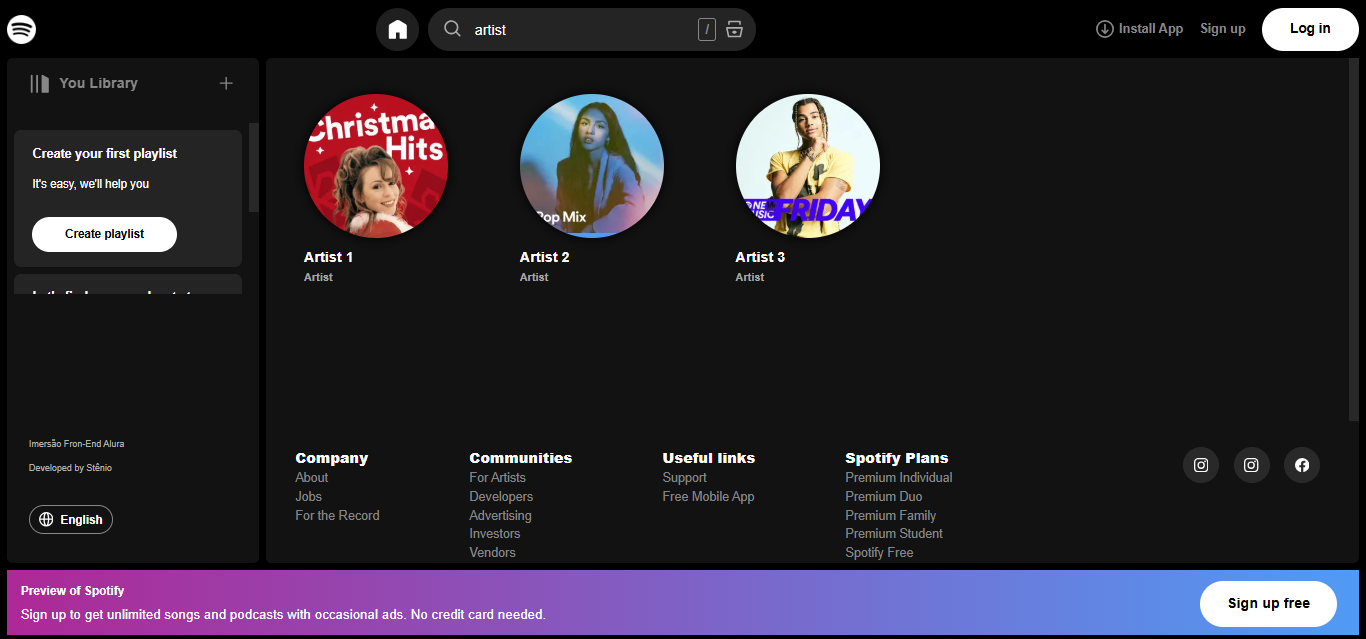 artist
/
Install App
Sign up
Log in
You Library
Create your first playlist
It's easy, we'll help you
Create playlist
Imersão Fron-End Alura
Developed by Stênio
English
Christma
Hits
Pop Mix
NE
MUSIC
FRIDAY
Artist 1
Artist
Artist 2
Artist
Artist 3
Artist
Company
About
Jobs
For the Record
Communities
For Artists
Developers
Advertising
Investors
Vendors
Useful links
Support
Free Mobile App
Spotify Plans
Premium Individual
Premium Duo
Premium Family
Premium Student
Spotify Free
Preview of Spotify
Sign up to get unlimited songs and podcasts with occasional ads. No credit card needed.
Sign up free